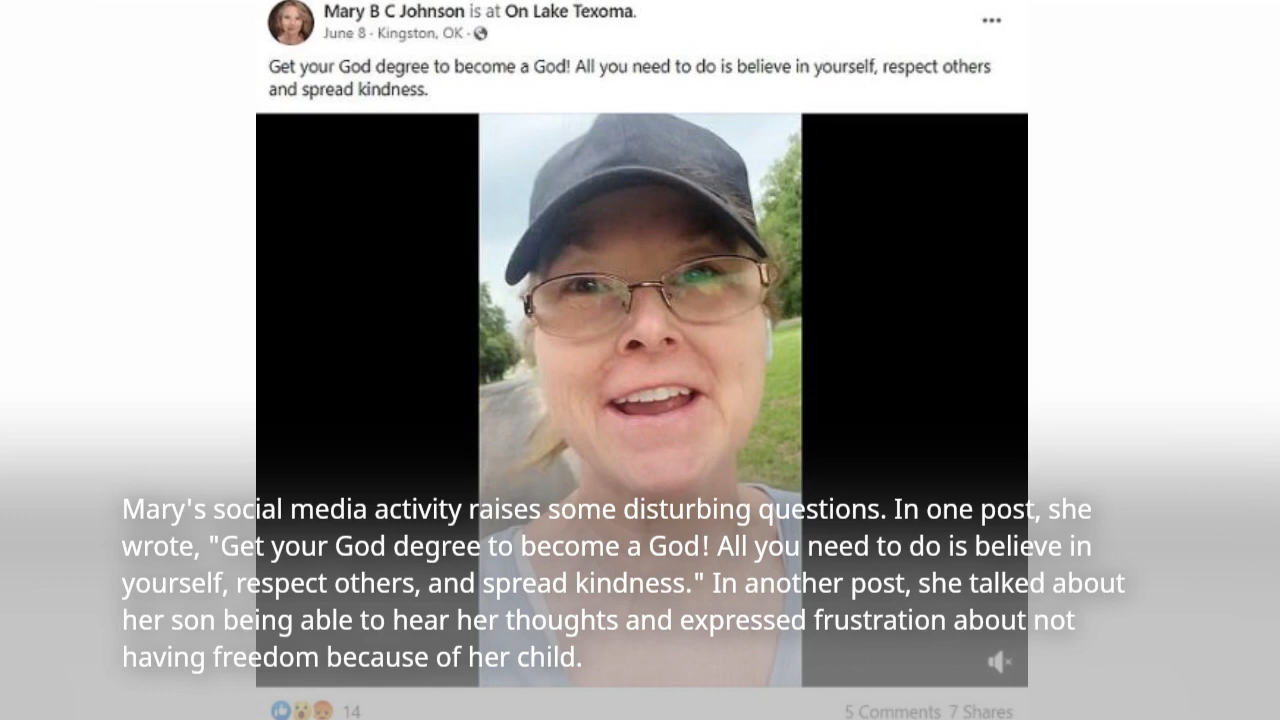 Mary B C Johnson is at On Lake Texoma.
June 8 · Kingston, OK ·
Get your God degree to become a God! All you need to do is believe in yourself, respect others
and spread kindness.
Mary's social media activity raises some disturbing questions. In one post, she
wrote, "Get your God degree to become a God! All you need to do is believe in
yourself, respect others, and spread kindness." In another post, she talked about
her son being able to hear her thoughts and expressed frustration about not
having freedom because of her child.
14
5 Comments 7 Shares